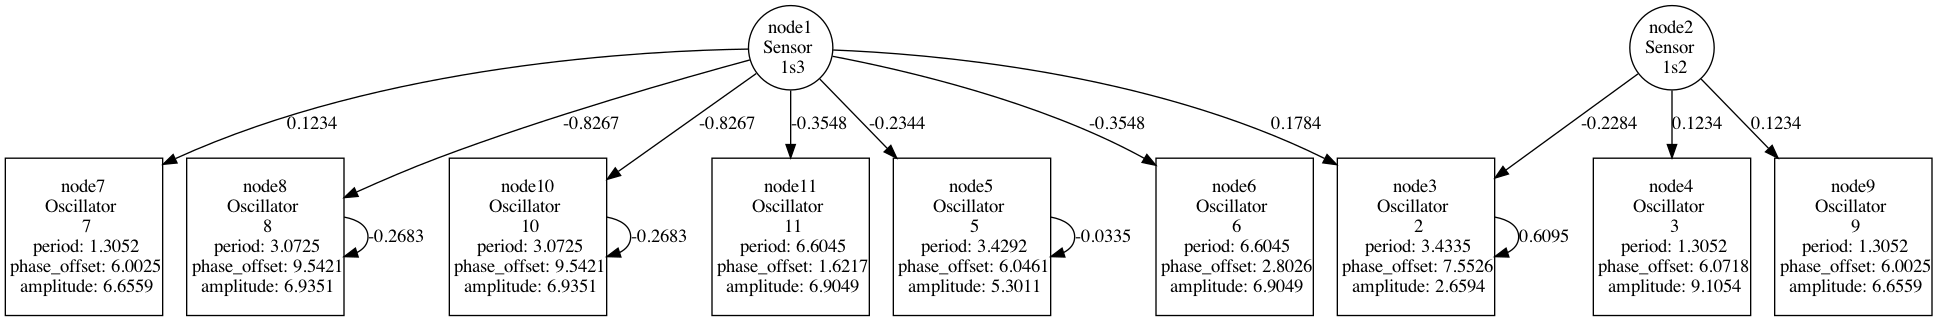 node1
Sensor
1s3
node2
Sensor
1s2
0.1234
-0.8267
-0.8267
-0.3548
-0.2344
-0.3548
0.1784
-0.2284
0.1234
0.1234
node7
Oscillator
7
period: 1.3052
phase_offset: 6.0025
amplitude: 6.6559
node8
Oscillator
8
period: 3.0725
phase_offset: 9.5421
amplitude: 6.9351
-0.2683
node10
Oscillator
10
period: 3.0725
phase_offset: 9.5421
amplitude: 6.9351
-0.2683
node11
Oscillator
11
period: 6.6045
phase_offset: 1.6217
amplitude: 6.9049
node5
Oscillator
5
period: 3.4292
phase_offset: 6.0461
amplitude: 5.3011
-0.0335
node6
Oscillator
6
period: 6.6045
phase_offset: 2.8026
amplitude: 6.9049
node3
Oscillator
2
period: 3.4335
phase_offset: 7.5526
amplitude: 2.6594
0.6095
node4
Oscillator
3
period: 1.3052
phase_offset: 6.0718
amplitude: 9.1054
node9
Oscillator
9
period: 1.3052
phase_offset: 6.0025
amplitude: 6.6559